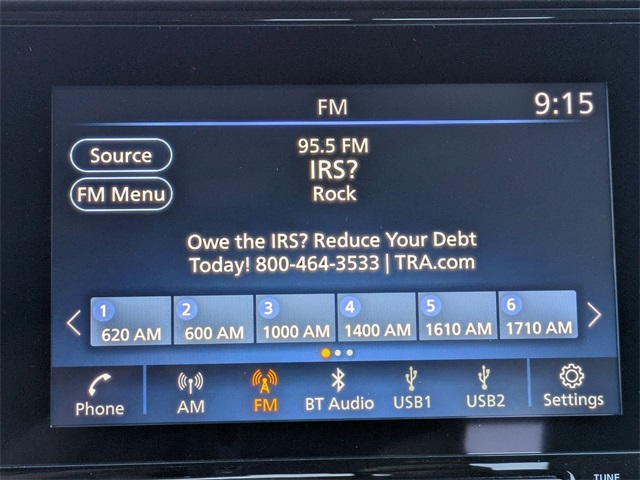 FM
9:15
95.5 FM
Source
IRS?
FM Menu
Rock
Owe the IRS? Reduce Your Debt
Today! 800-464-3533 | TRA.com
1 2 3 4 5 6
620 AM 600 AM 1000 AM 1400 AM 1610 AM 1710 AM
Phone AM FM BT Audio USB1 USB2 Settings
TUNE